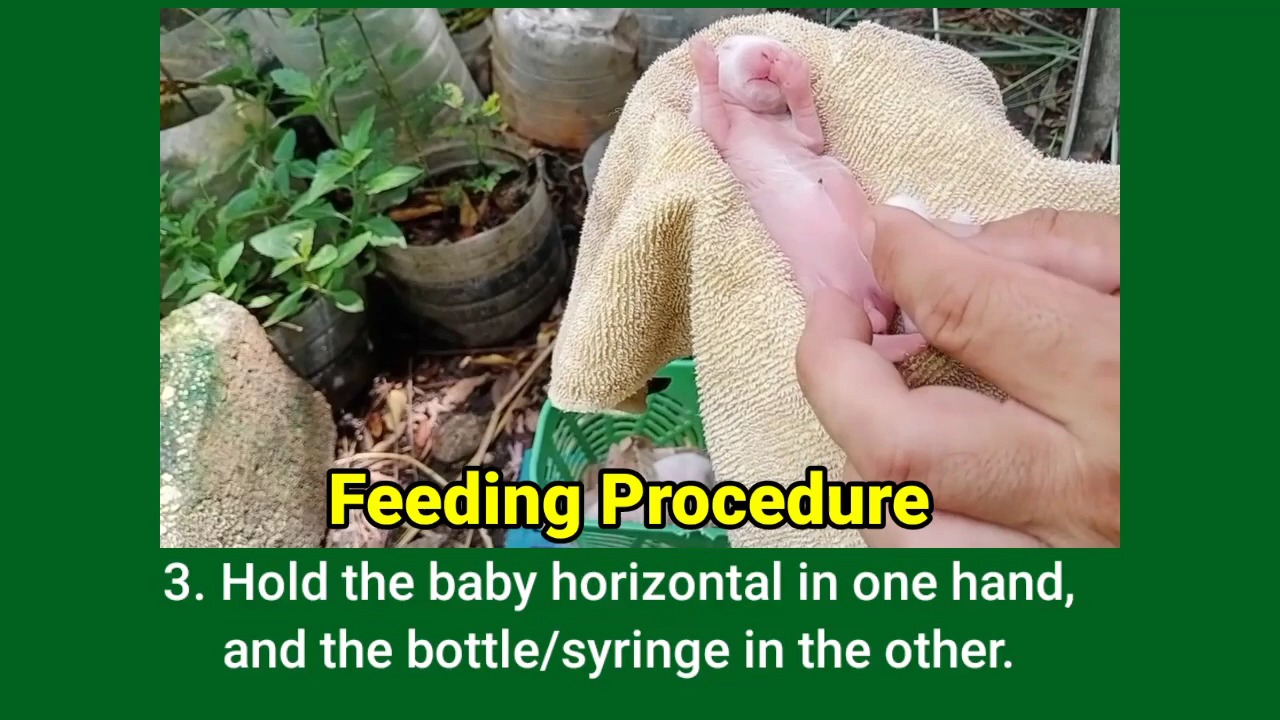 Feeding Procedure
3. Hold the baby horizontal in one hand,
and the bottle/syringe in the other.